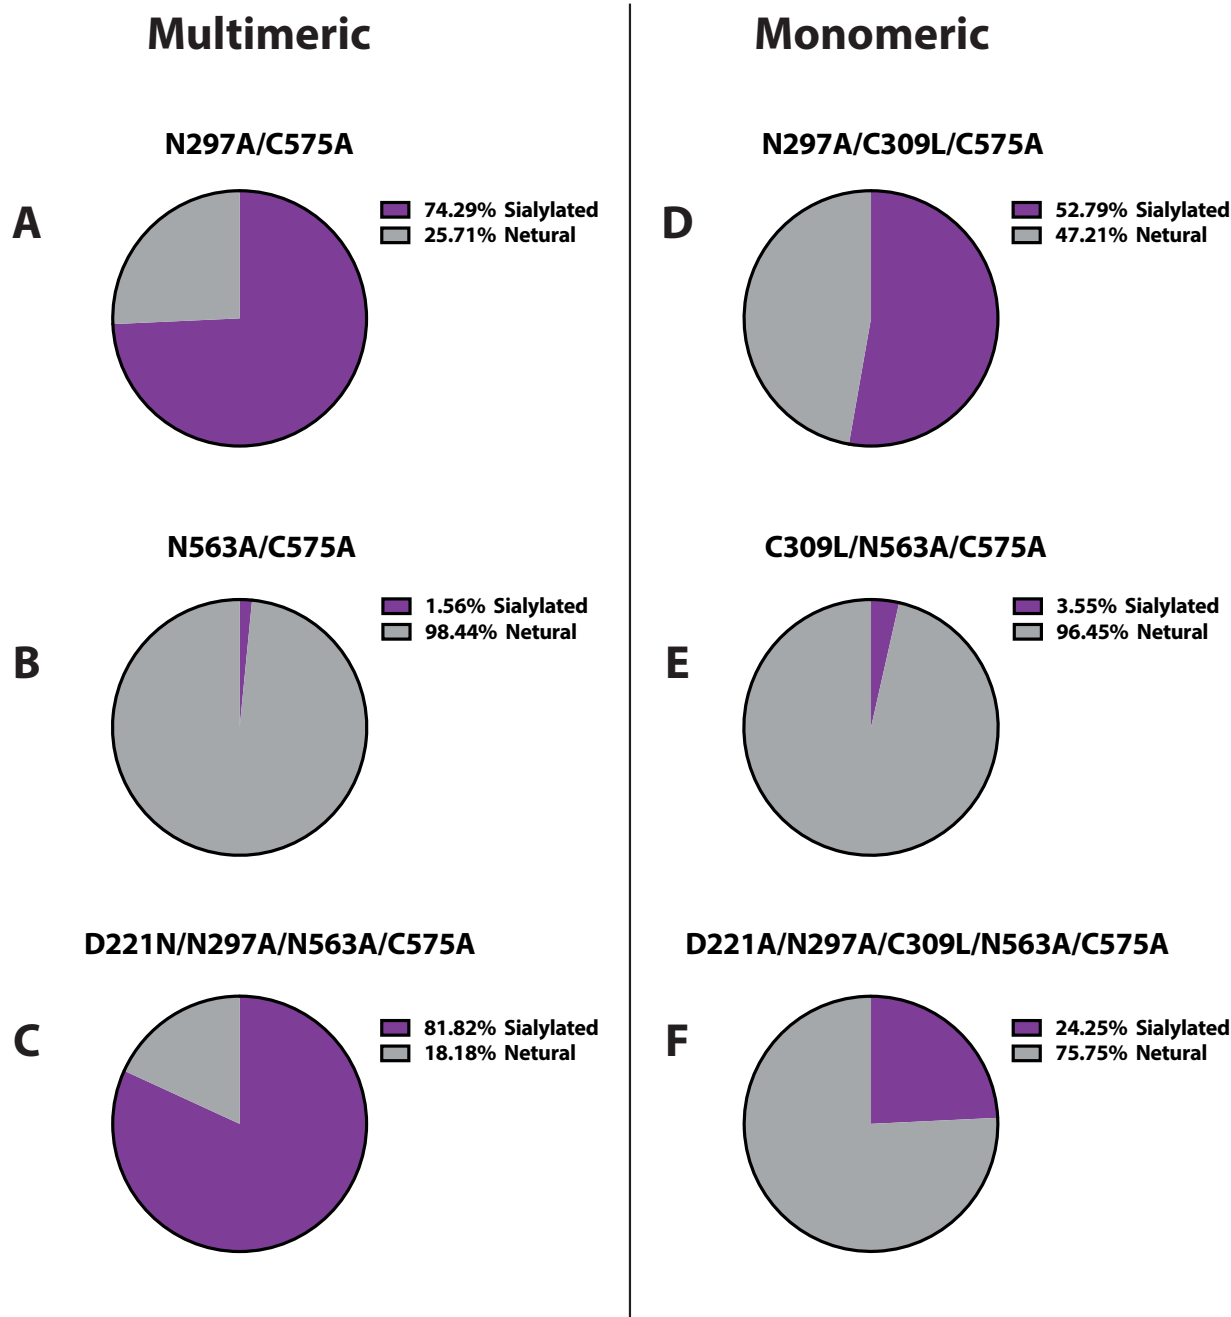 Multimeric
Monomeric
N297A/C575A
N297A/C309L/C575A
A
74.29% Sialylated
25.71% Netural
D
52.79% Sialylated
47.21% Netural
N563A/C575A
C309L/N563A/C575A
B
1.56% Sialylated
98.44% Netural
E
3.55% Sialylated
96.45% Netural
D221N/N297A/N563A/C575A
D221A/N297A/C309L/N563A/C575A
C
81.82% Sialylated
18.18% Netural
F
24.25% Sialylated
75.75% Netural